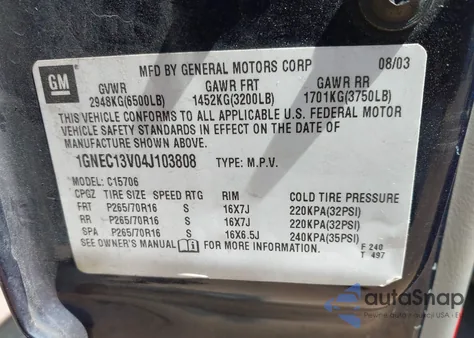 MFD BY GENERAL MOTORS CORP 08/03
GM
GVWR GAWR FRT GAWR RR
2948KG(6500LB) 1452KG(3200LB) 1701KG(3750LB)
THIS VEHICLE CONFORMS TO ALL APPLICABLE U.S. FEDERAL MOTOR
VEHICLE SAFETY STANDARDS IN EFFECT ON THE DATE OF
MANUFACTURE SHOWN ABOVE.
1GNEC13V04J103808 TYPE: M.P.V.
MODEL: C15706
CPGZ TIRE SIZE SPEED RTG RIM COLD TIRE PRESSURE
FRT P265/70R16 S 16X7J 220KPA(32PSI)
RR P265/70R16 S 16X7J 220KPA(32PSI)
SPA P265/70R16 S 16X6.5J 240KPA(35PSI)
SEE OWNER'S MANUAL FOR MORE INFORMATION.
F 240
T 497
autaSnap